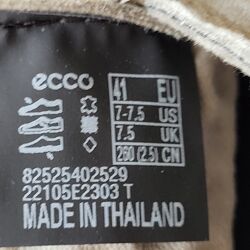 ecco
41 EU
7-7.5 US
7.5 UK
260 (2.5) CN
82525402529
22105E2303 T
MADE IN THAILAND